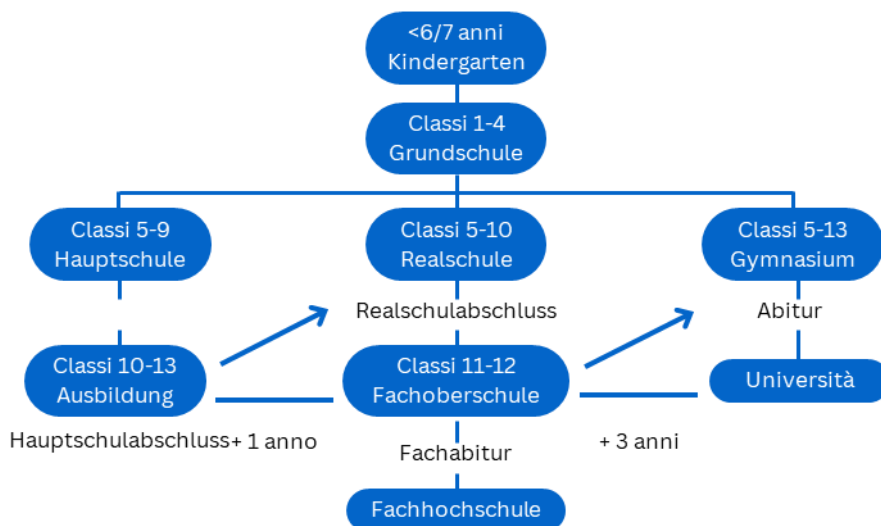 <6/7 anni
Kindergarten
Classi 1-4
Grundschule
Classi 5-9
Hauptschule
Classi 5-10
Realschule
Classi 5-13
Gymnasium
Realschulabschluss
Abitur
Classi 10-13
Ausbildung
Classi 11-12
Fachoberschule
Università
Hauptschulabschluss
+ 1 anno
Fachabitur
+ 3 anni
Fachhochschule